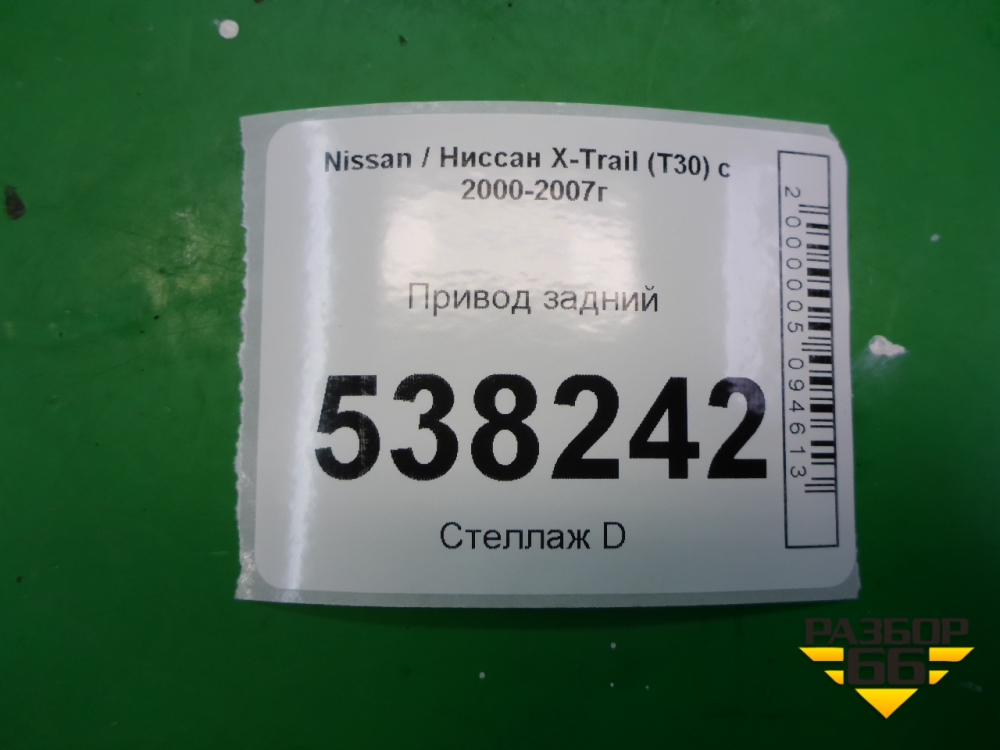 Nissan / Ниссан X-Trail (T30) с
2000-2007г
Привод задний
538242
Стеллаж D
2000005094613
РАЗБОР
66